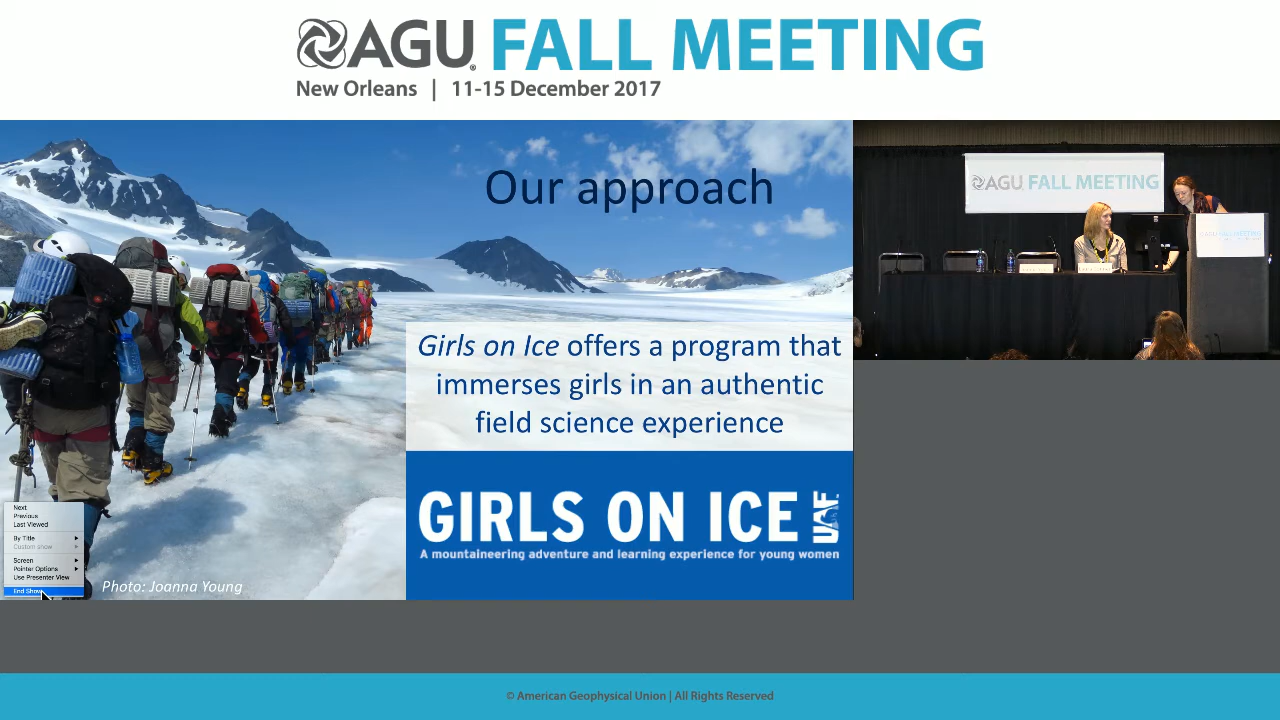 AGU FALL MEETING
New Orleans | 11-15 December 2017
Our approach
Girls on Ice offers a program that
immerses girls in an authentic
field science experience
GIRLS ON ICE UAF
A mountaineering adventure and learning experience for young women
Next
Previous
Last Viewed
By Title
Custom show
Screen
Pointer Options
Use Presenter View
End Show
Photo: Joanna Young
AGU FALL MEETING
AGU FALL MEETING
© American Geophysical Union | All Rights Reserved